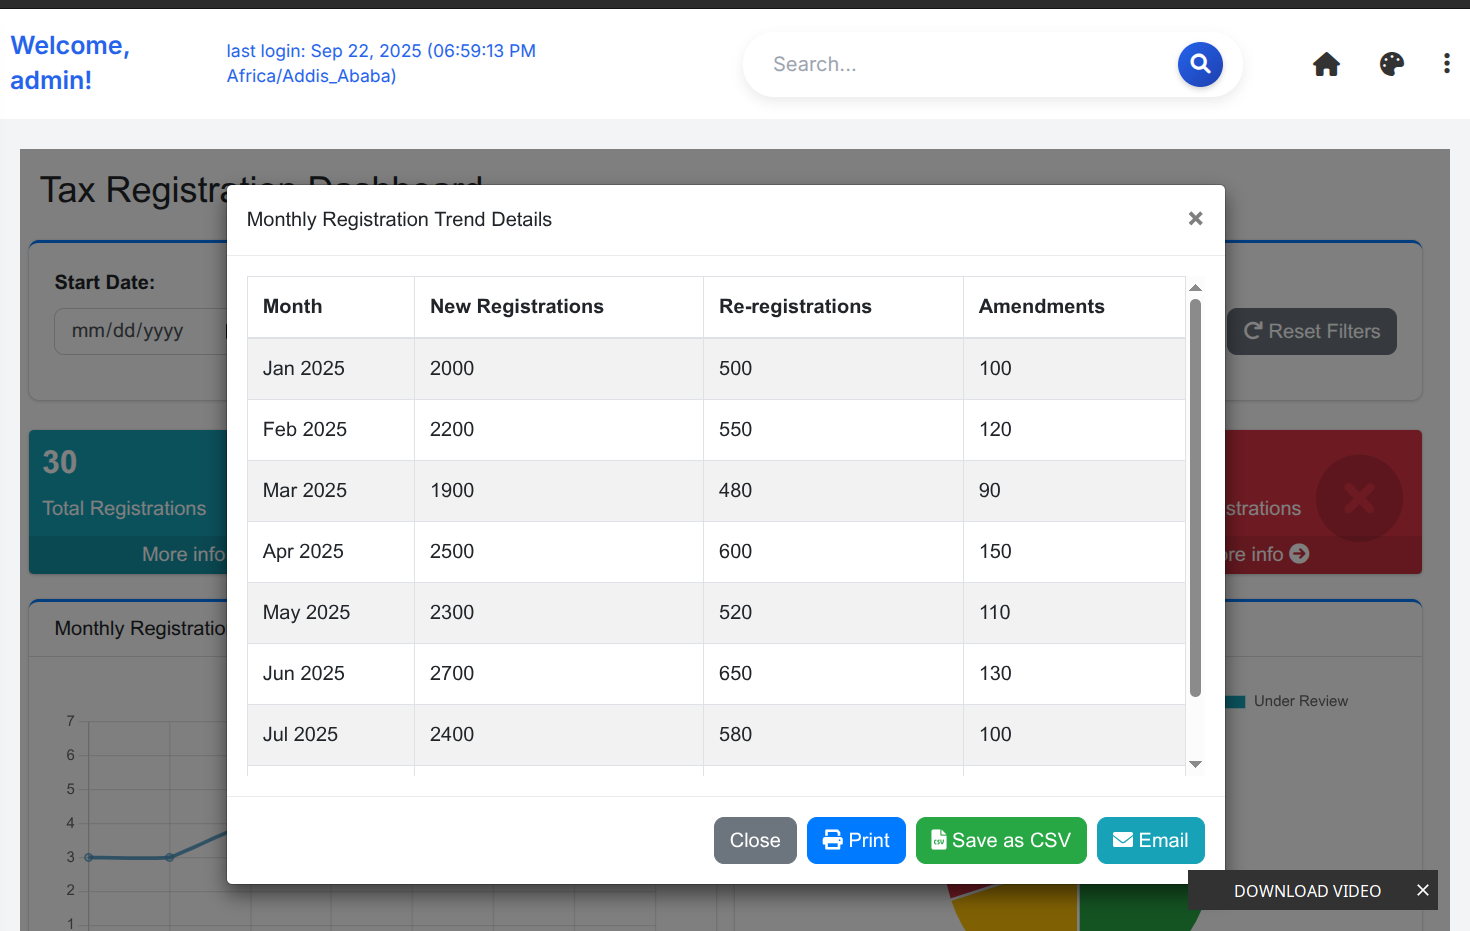 Welcome,
admin!
last login: Sep 22, 2025 (06:59:13 PM
Africa/Addis_Ababa)
Search...
Tax Registration Dashboard
Monthly Registration Trend Details
Start Date:
mm/dd/yyyy
Reset Filters
Month New Registrations Re-registrations Amendments
Jan 2025 2000 500 100
Feb 2025 2200 550 120
Mar 2025 1900 480 90
Apr 2025 2500 600 150
May 2025 2300 520 110
Jun 2025 2700 650 130
Jul 2025 2400 580 100
30
Total Registrations
More info
strations
re info
Monthly Registratio
Under Review
7
6
5
4
3
2
1
Close Print CSV Save as CSV Email
DOWNLOAD VIDEO